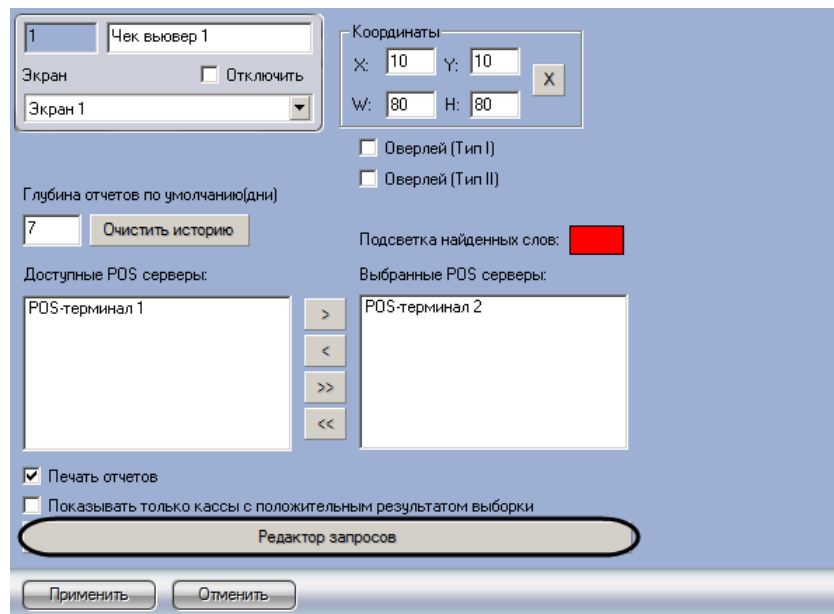 1
Чек вьювер 1
Экран
Отключить
Экран 1
Координаты
X: 10 Y: 10
X
W: 80 H: 80
Оверлей (Тип I)
Оверлей (Тип II)
Глубина отчетов по умолчанию(дни)
7
Очистить историю
Подсветка найденных слов:
Доступные POS серверы:
Выбранные POS серверы:
POS-терминал 1
POS-терминал 2
>
<
>>
<<
Печать отчетов
Показывать только кассы с положительным результатом выборки
Редактор запросов
Применить
Отменить